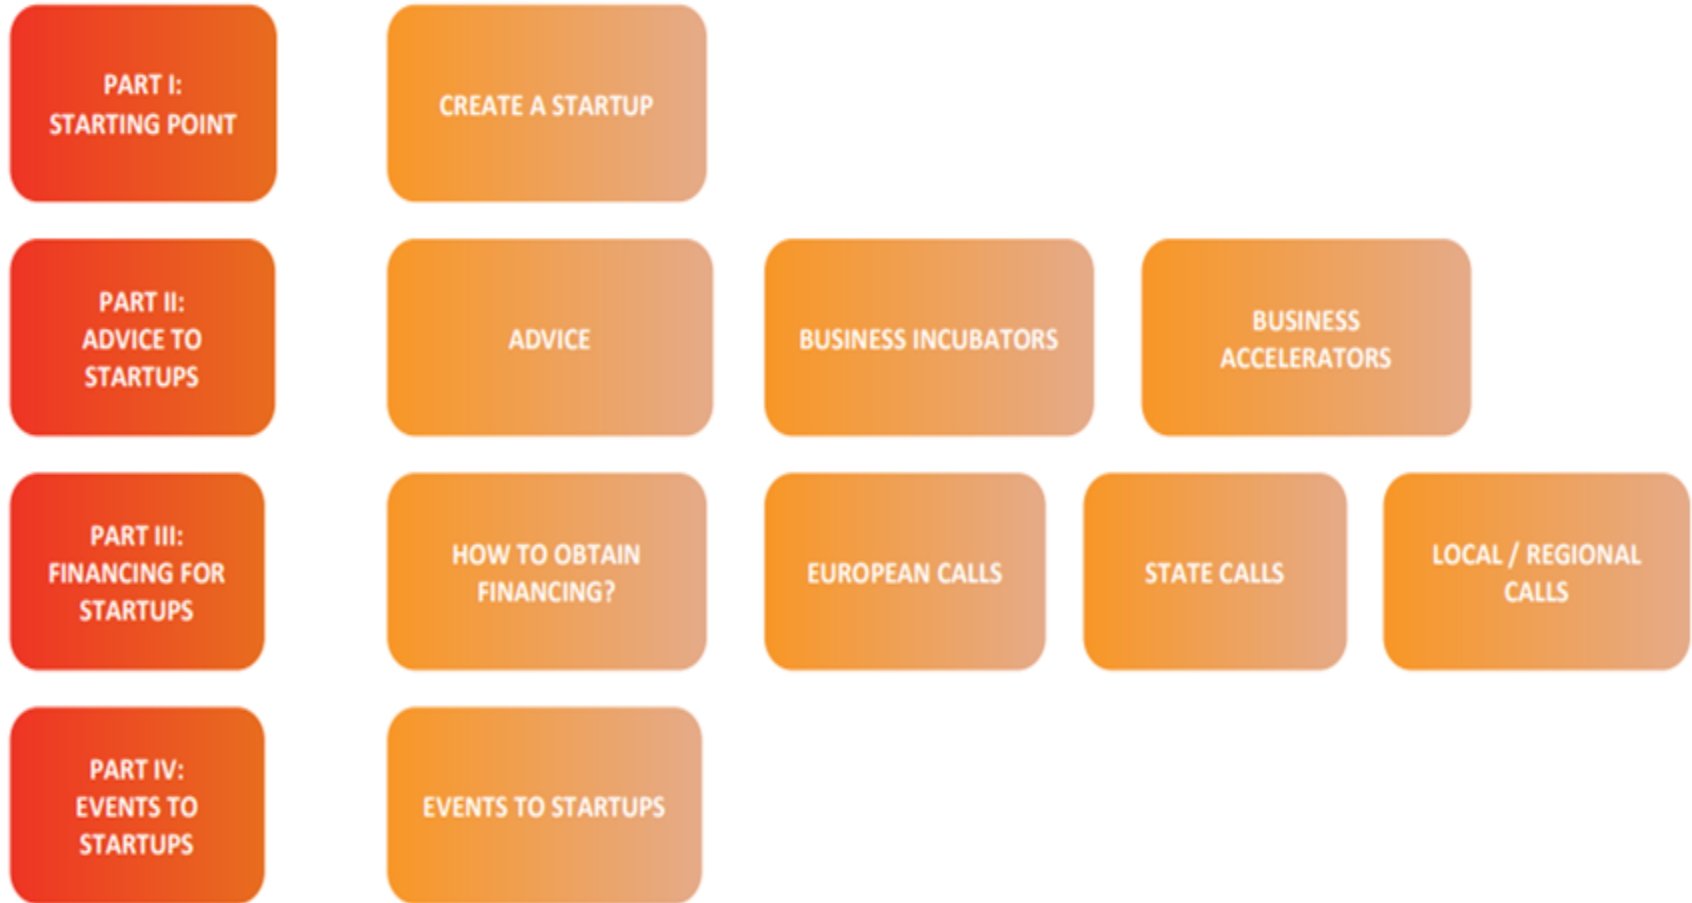 PART I:
STARTING POINT
CREATE A STARTUP
PART II:
ADVICE TO
STARTUPS
ADVICE
BUSINESS INCUBATORS
BUSINESS
ACCELERATORS
PART III:
FINANCING FOR
STARTUPS
HOW TO OBTAIN
FINANCING?
EUROPEAN CALLS
STATE CALLS
LOCAL / REGIONAL
CALLS
PART IV:
EVENTS TO
STARTUPS
EVENTS TO STARTUPS